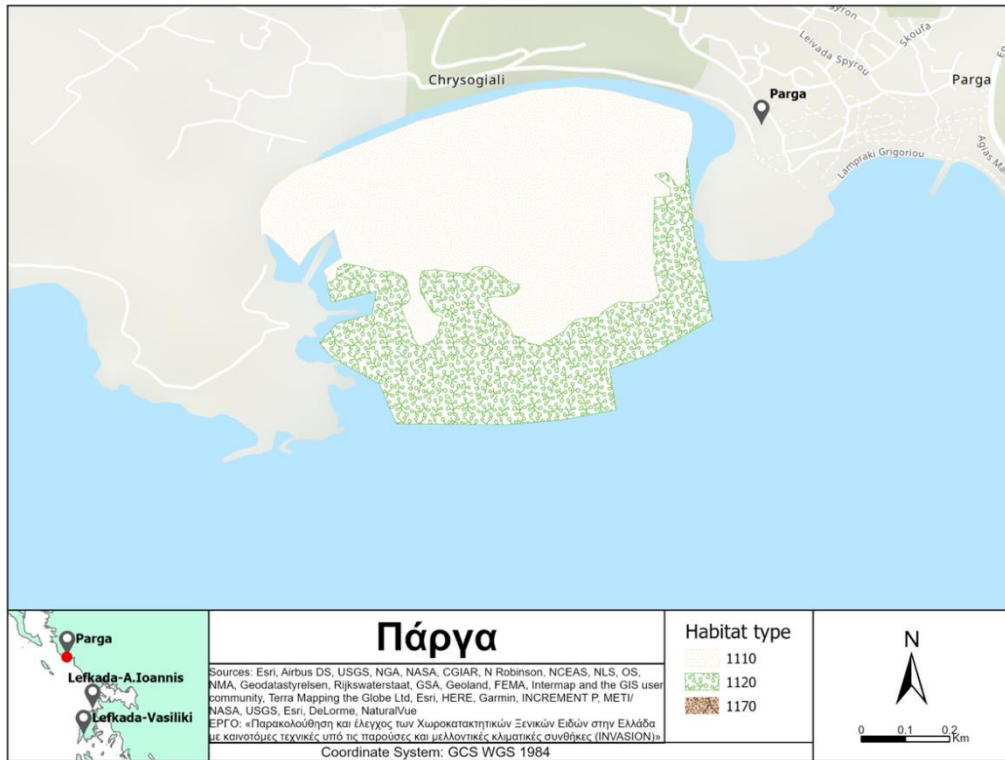 gyron
Skoufa
Leivada Spyrou
Chrysogiali
Parga
Parga
Lampraki Grigoriou
Agias Ma
Parga
Lefkada-A.Ioannis
Lefkada-Vasiliki
Πάργα
Sources: Esri, Airbus DS, USGS, NGA, NASA, CGIAR, N Robinson, NCEAS, NLS, OS,
NMA, Geodatastyrelsen, Rijkswaterstaat, GSA, Geoland, FEMA, Intermap and the GIS user
community, Terra Mapping the Globe Ltd, Esri, HERE, Garmin, INCREMENT P, METI/
NASA, USGS, Esri, DeLorme, NaturalVue
ΕΡΓΟ: «Παρακολούθηση και έλεγχος των Χωροκατακτητικών Ξενικών Ειδών στην Ελλάδα
με καινοτόμες τεχνικές υπό τις παρούσες και μελλοντικές κλιματικές συνθήκες (INVASION)»
Coordinate System: GCS WGS 1984
Habitat type
1110
1120
1170
N
0 0.1 0.2
Km